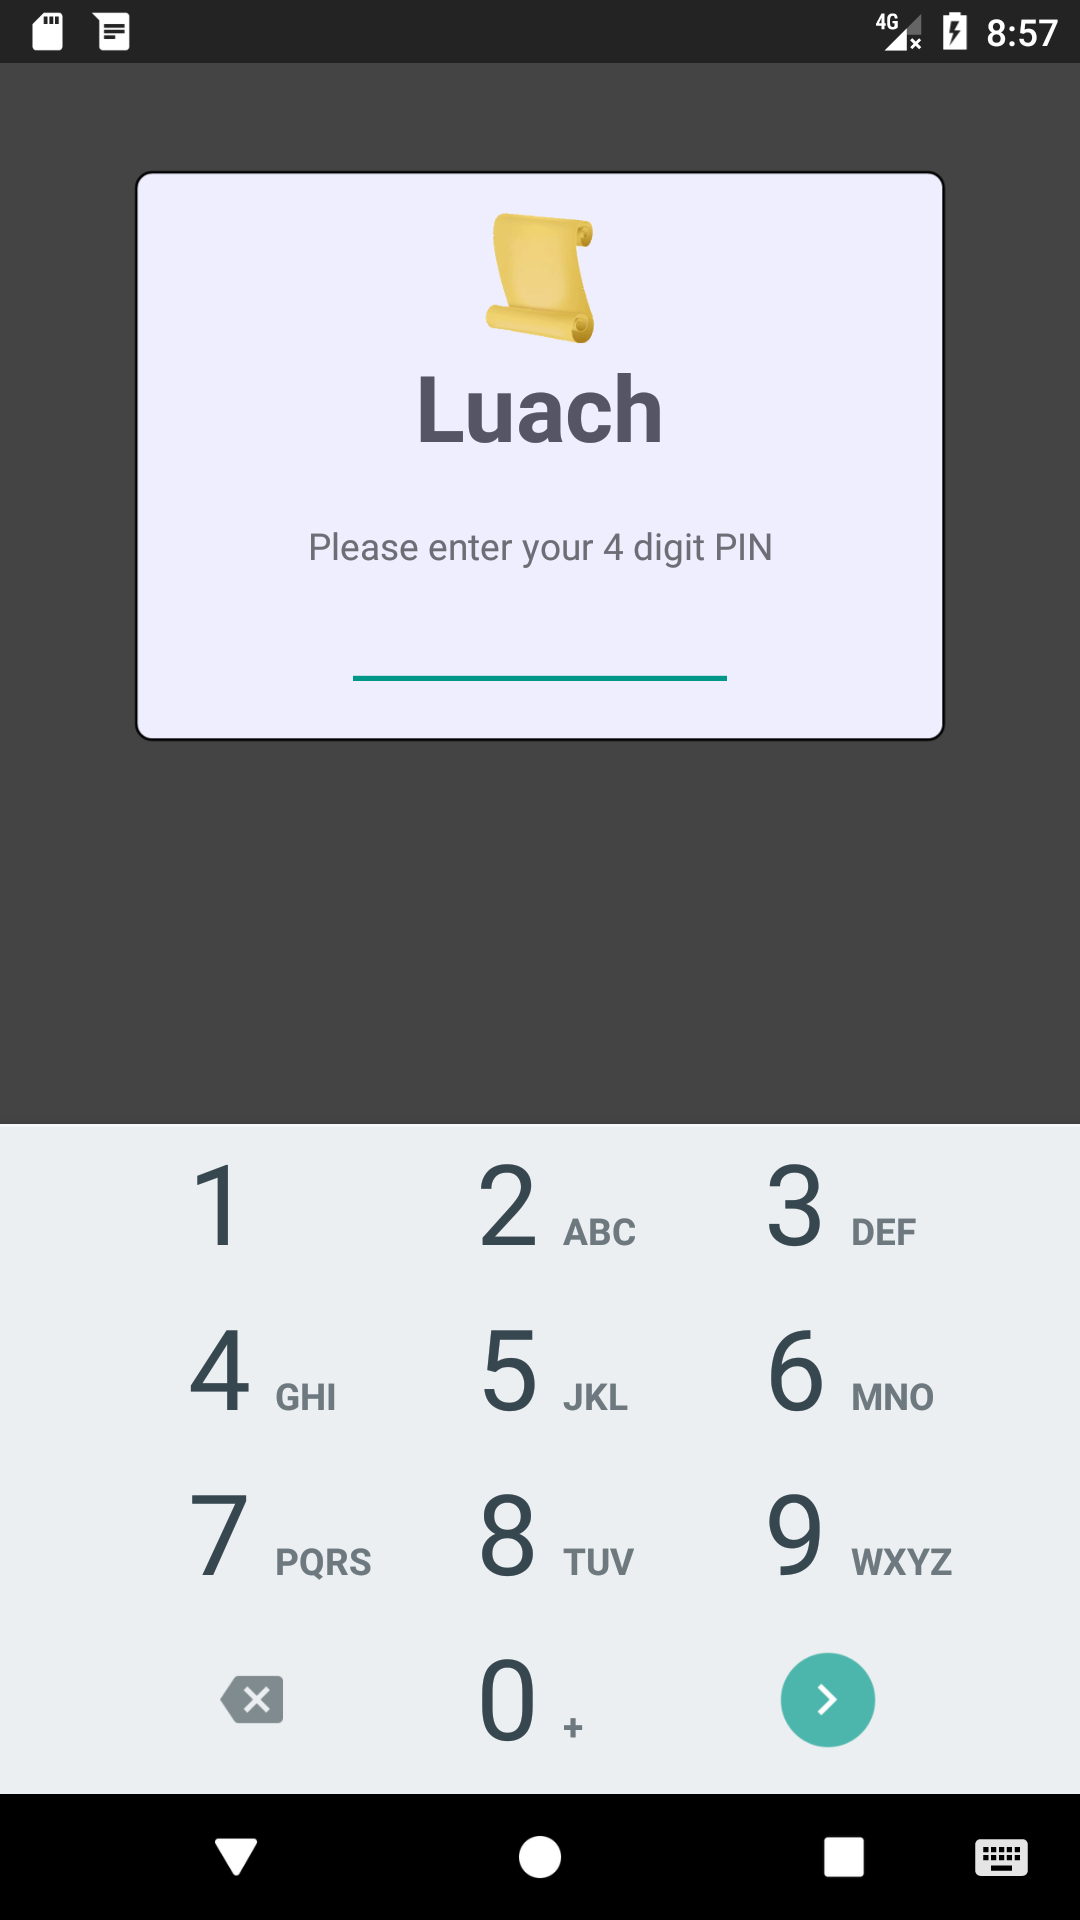 4G 8:57
Luach
Please enter your 4 digit PIN
1 2 ABC 3 DEF
4 GHI 5 JKL 6 MNO
7 PQRS 8 TUV 9 WXYZ
0 +